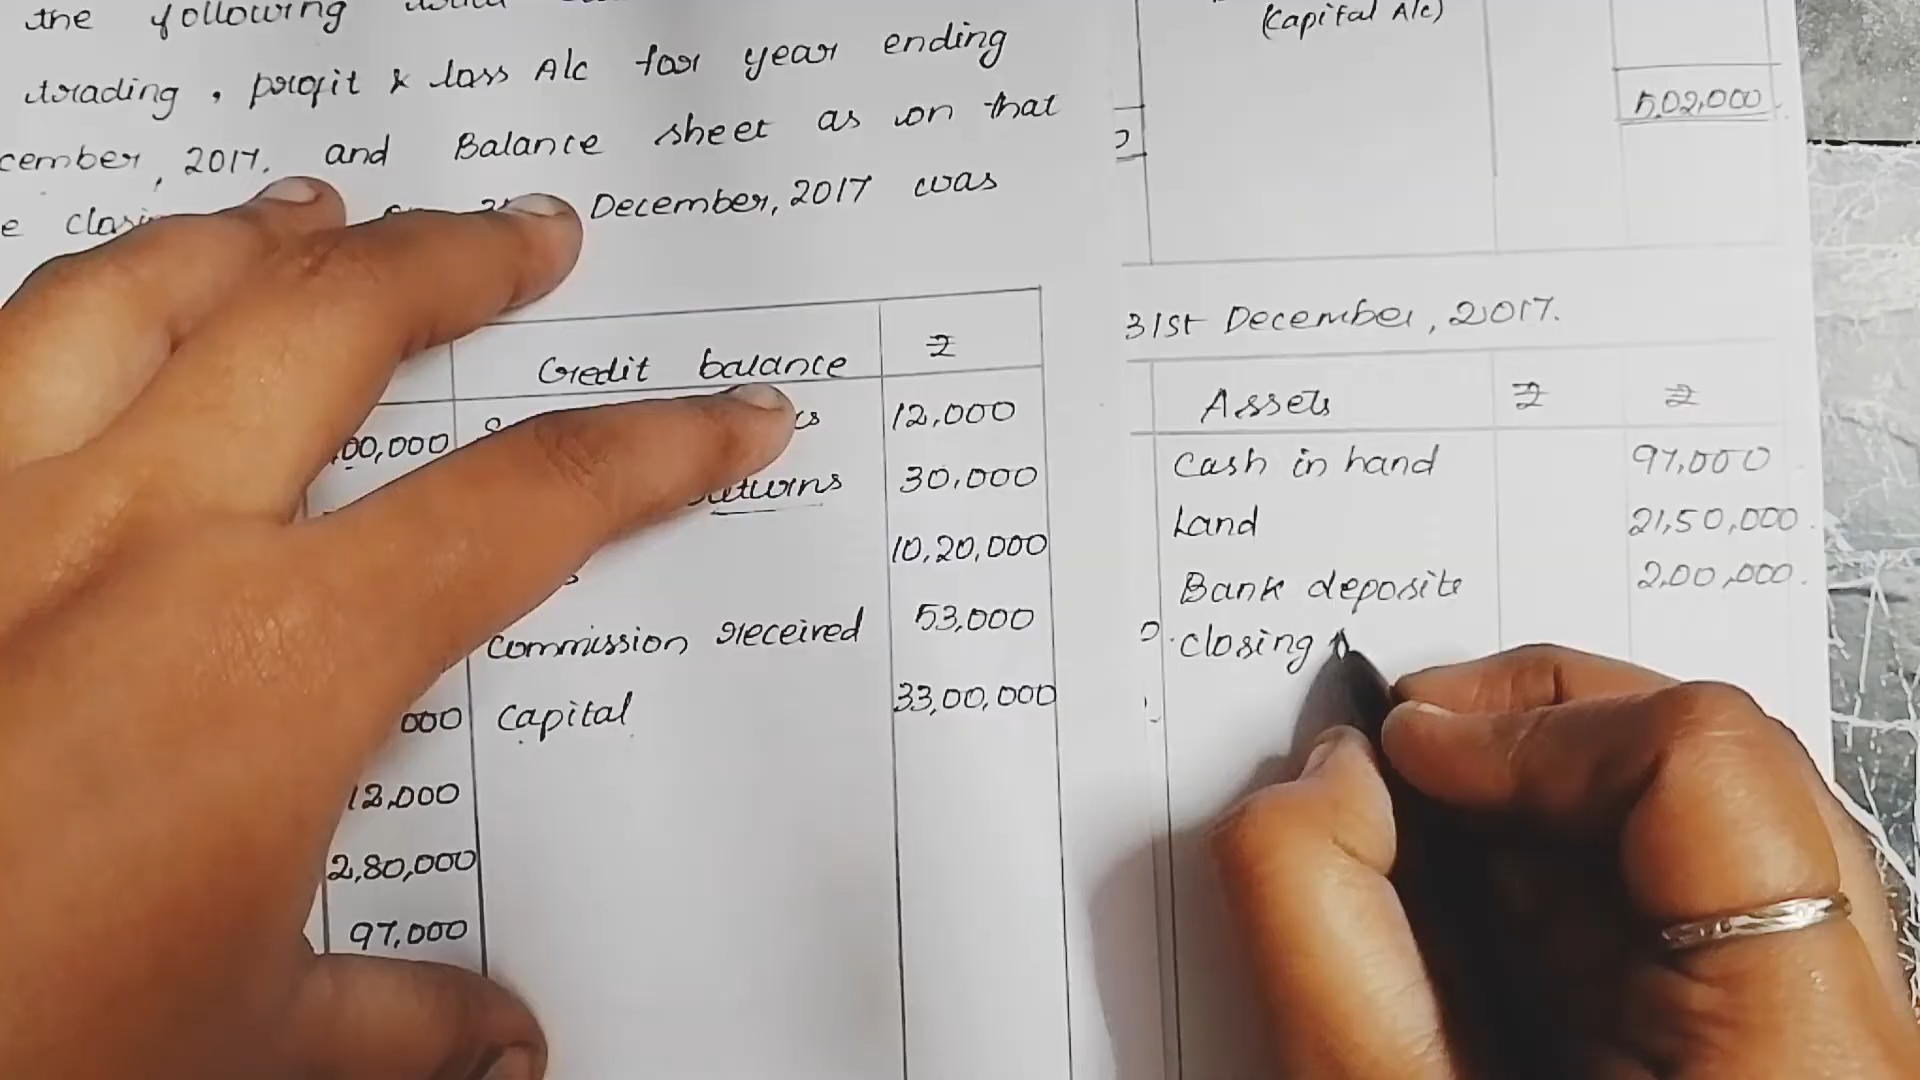 the following
trading, profit & loss A/c for year ending
cember, 2017. and Balance sheet as on that
e December, 2017 was
Credit balance ₹
00,000 12,000
30,000
10,20,000
commission received 53,000
000 capital 33,00,000
12,000
2,80,000
97,000
(Capital A/c)
5,02,000
31st December, 2017.
Assets ₹ ₹
Cash in hand 97,000
Land 21,50,000
Bank deposite 2,00,000
closing